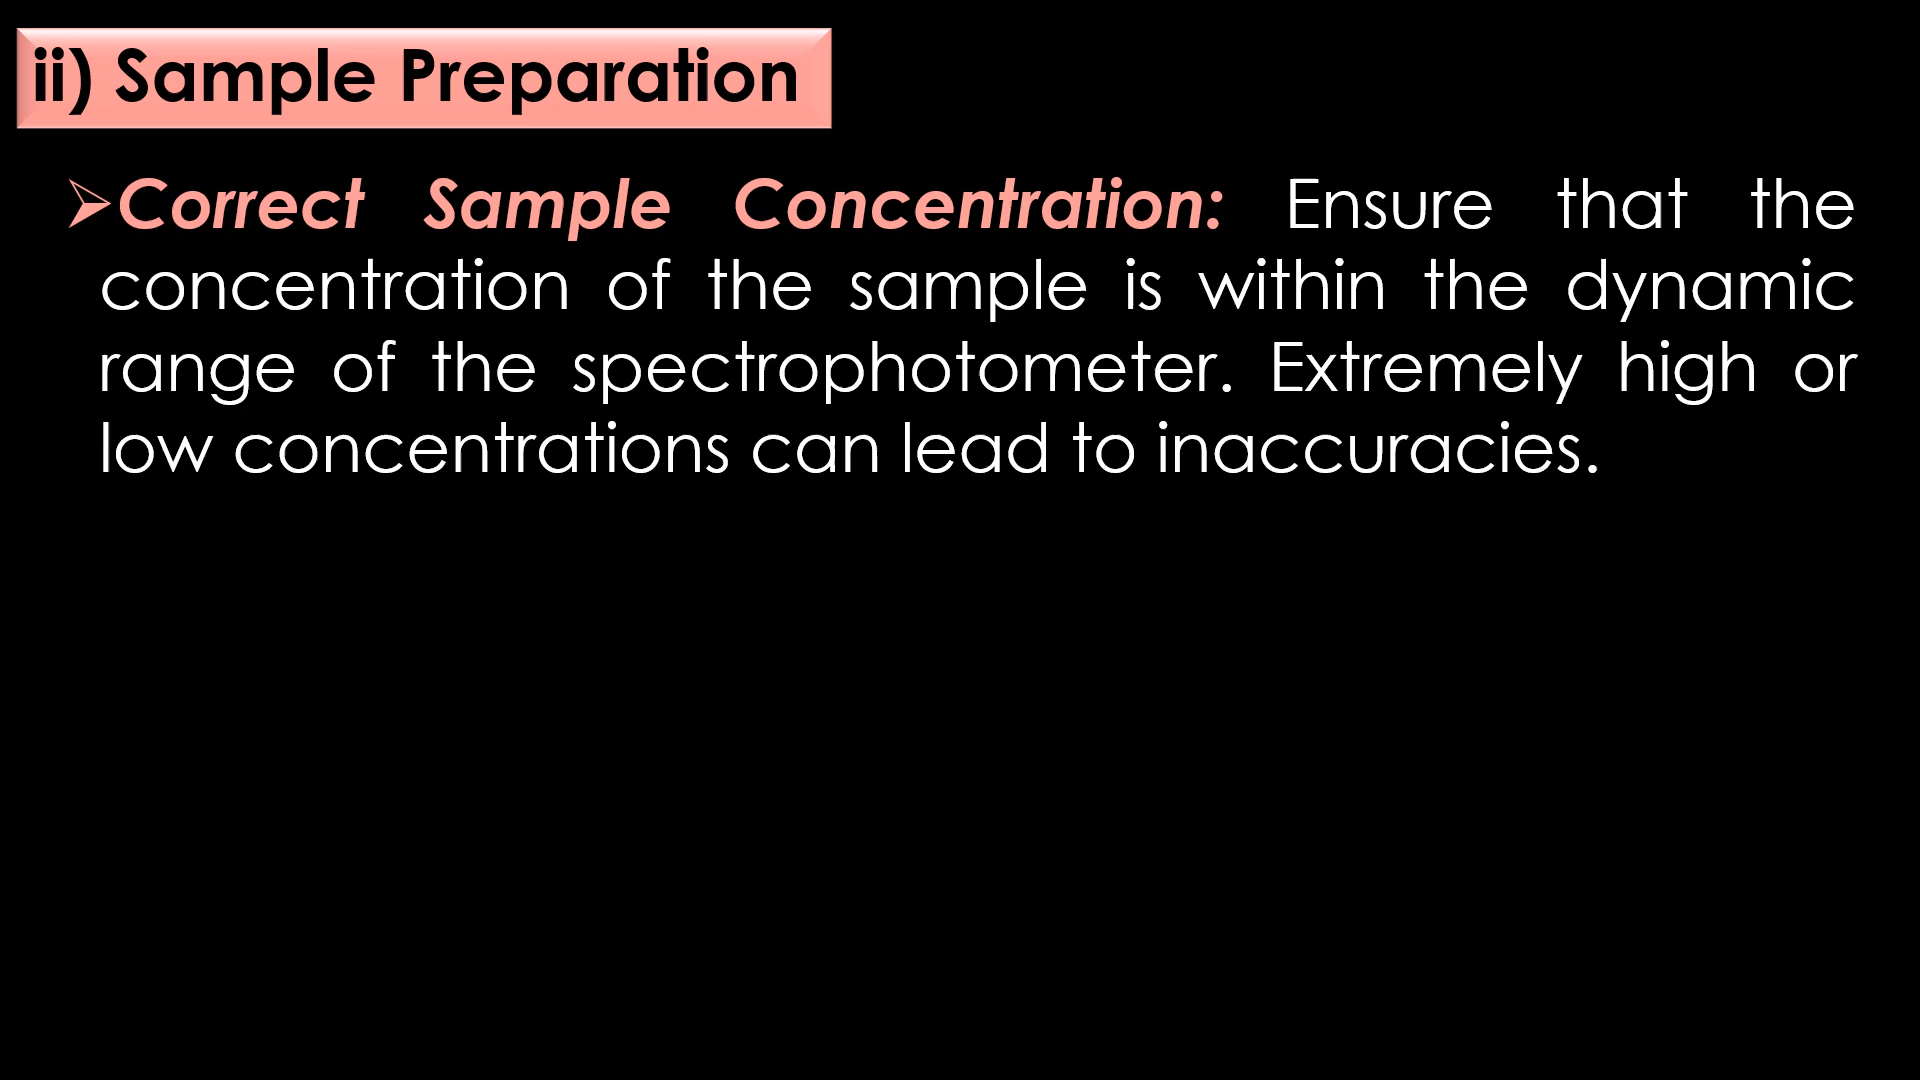 ii) Sample Preparation
➢Correct Sample Concentration: Ensure that the
concentration of the sample is within the dynamic
range of the spectrophotometer. Extremely high or
low concentrations can lead to inaccuracies.